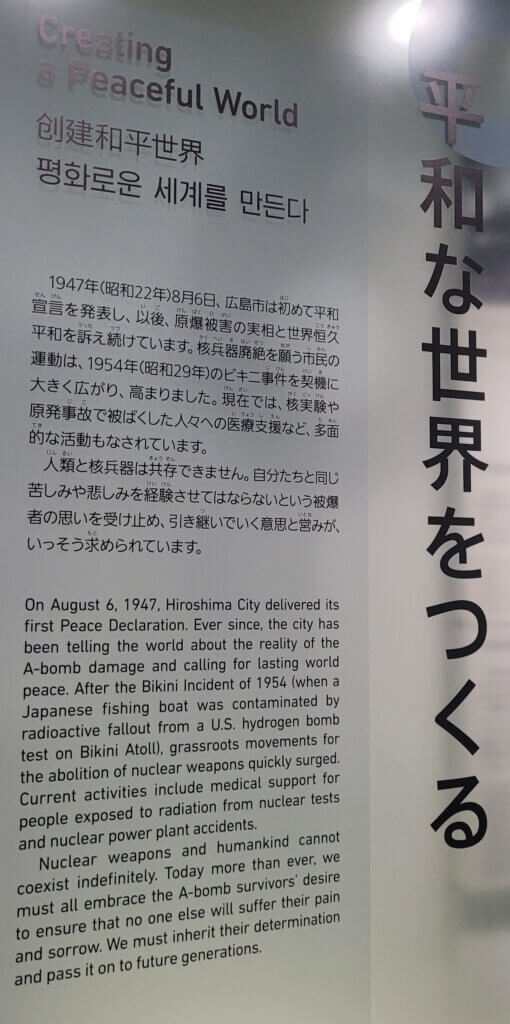 Creating
a Peaceful World
创建和平世界
평화로운 세계를 만든다
平和な世界をつくる
1947年(昭和22年)8月6日、広島市は初めて平和
宣言を発表し、以後、原爆被害の実相と世界恒久
平和を訴え続けています。核兵器廃絶を願う市民の
運動は、1954年(昭和29年)のビキニ事件を契機に
大きく広がり、高まりました。現在では、核実験や
原発事故で被ばくした人々への医療支援など、多面
的な活動もなされています。
人類と核兵器は共存できません。自分たちと同じ
苦しみや悲しみを経験させてはならないという被爆
者の思いを受け止め、引き継いでいく意思と営みが、
いっそう求められています。
On August 6, 1947, Hiroshima City delivered its
first Peace Declaration. Ever since, the city has
been telling the world about the reality of the
A-bomb damage and calling for lasting world
peace. After the Bikini Incident of 1954 (when a
Japanese fishing boat was contaminated by
radioactive fallout from a U.S. hydrogen bomb
test on Bikini Atoll), grassroots movements for
the abolition of nuclear weapons quickly surged.
Current activities include medical support for
people exposed to radiation from nuclear tests
and nuclear power plant accidents.
Nuclear weapons and humankind cannot
coexist indefinitely. Today more than ever, we
must all embrace the A-bomb survivors' desire
to ensure that no one else will suffer their pain
and sorrow. We must inherit their determination
and pass it on to future generations.